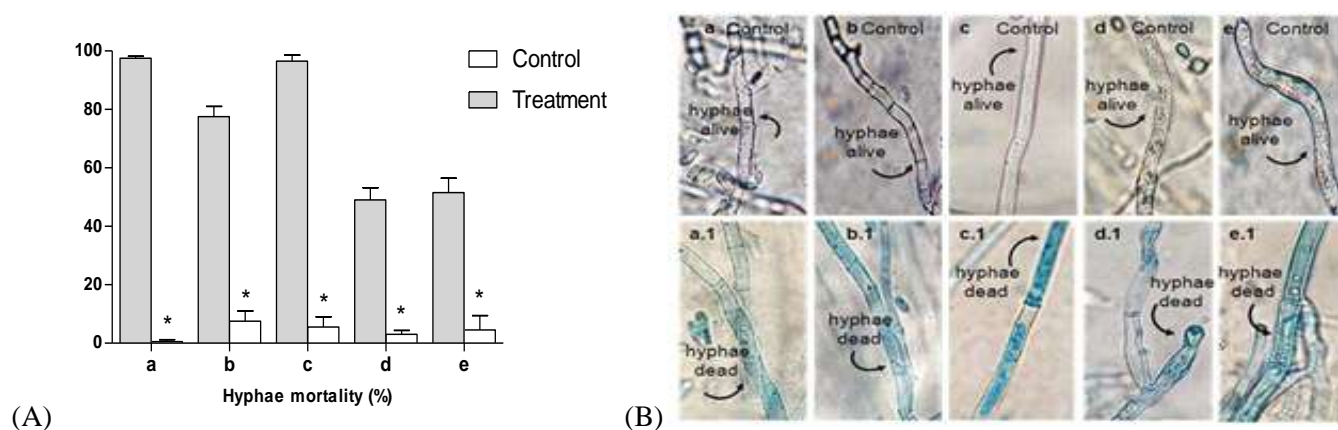 100
80
60
40
20
0
Control
Treatment
*
*
*
*
*
a b c d e
Hyphae mortality (%)
(A)
a Control
hyphae
alive
b Control
hyphae
alive
c Control
hyphae
alive
d Control
hyphae
alive
e Control
hyphae
alive
a.1
hyphae
dead
b.1
hyphae
dead
c.1
hyphae
dead
d.1
hyphae
dead
e.1
hyphae
dead
(B)